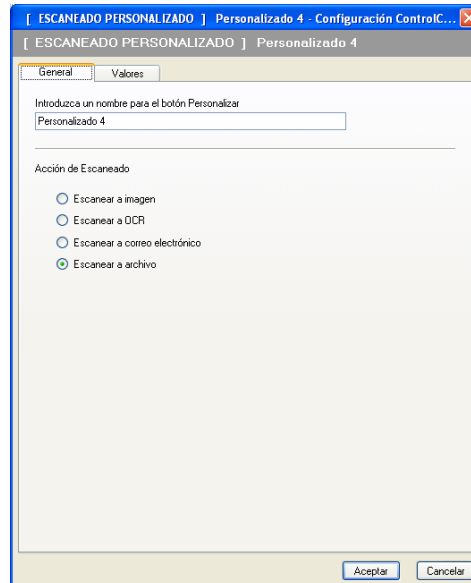 [ ESCANEADO PERSONALIZADO ] Personalizado 4 - Configuración ControlC...
[ ESCANEADO PERSONALIZADO ] Personalizado 4
General Valores
Introduzca un nombre para el botón Personalizar
Personalizado 4
Acción de Escaneado
Escanear a imagen
Escanear a OCR
Escanear a correo electrónico
Escanear a archivo
Aceptar Cancelar